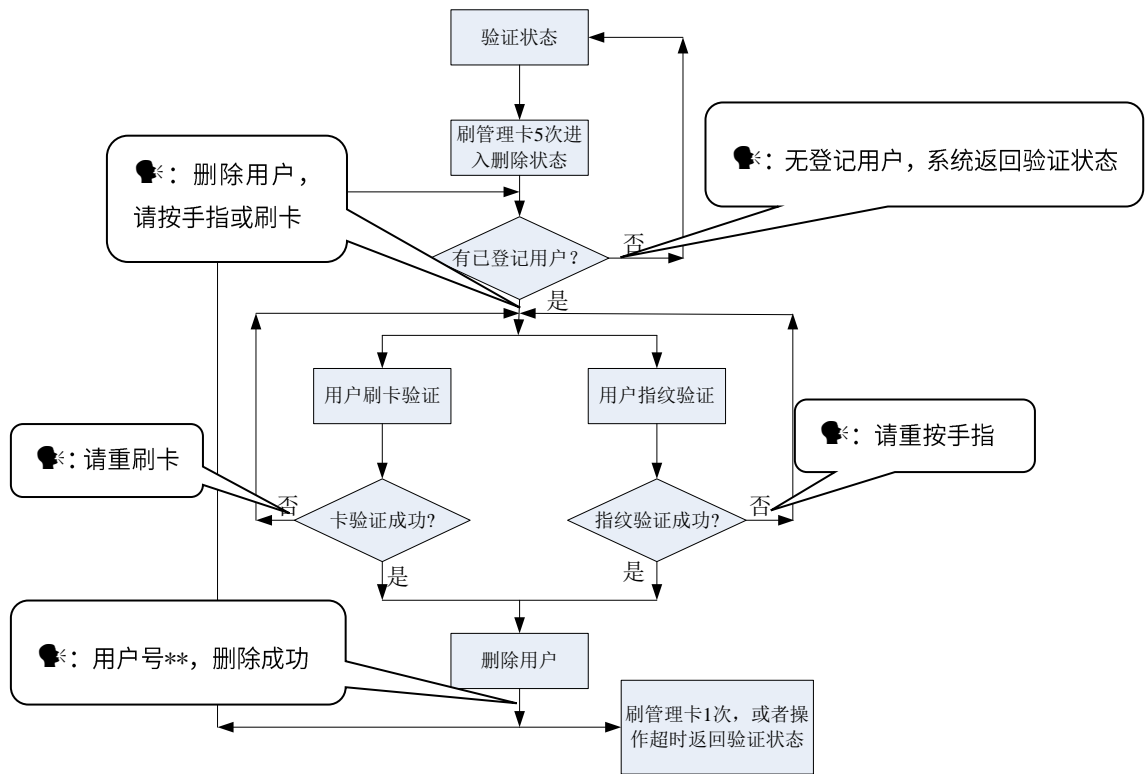 验证状态
刷管理卡5次进
入删除状态
：删除用户，
请按手指或刷卡
：无登记用户，系统返回验证状态
有已登记用户？
否
是
用户刷卡验证
用户指纹验证
：请重刷卡
：请重按手指
否
卡验证成功?
指纹验证成功?
否
是
是
：用户号**，删除成功
删除用户
刷管理卡1次，或者操
作超时返回验证状态